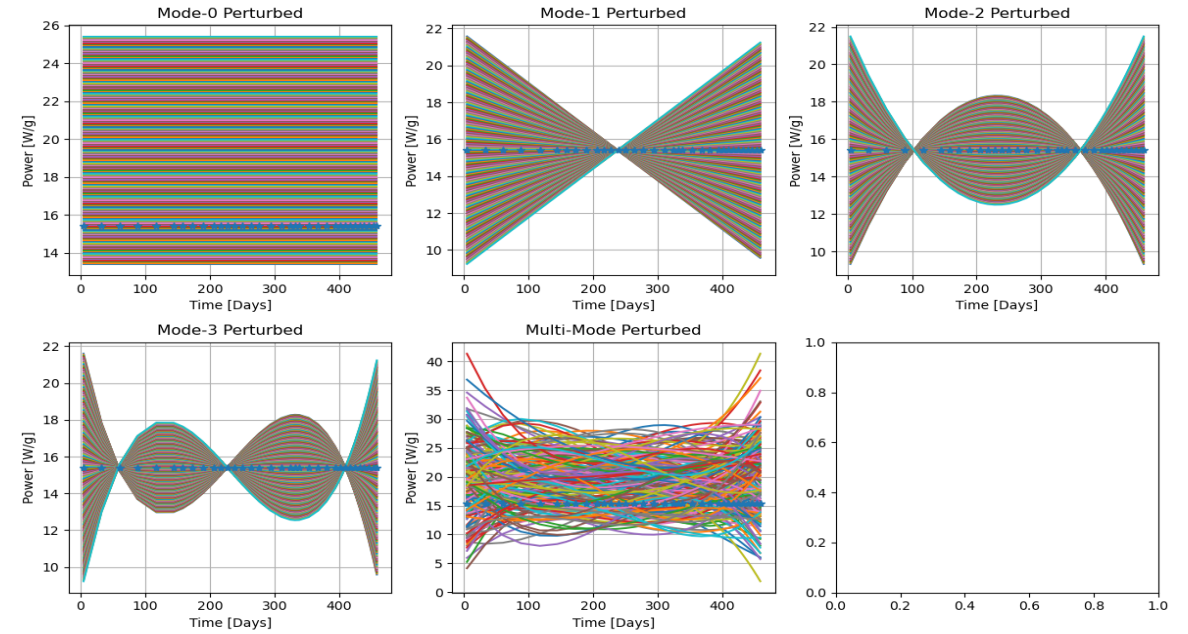 Mode-0 Perturbed
Power [W/g]
26
24
22
20
18
16
14
0 100 200 300 400
Time [Days]
Mode-1 Perturbed
Power [W/g]
22
20
18
16
14
12
10
0 100 200 300 400
Time [Days]
Mode-2 Perturbed
Power [W/g]
22
20
18
16
14
12
10
0 100 200 300 400
Time [Days]
Mode-3 Perturbed
Power [W/g]
22
20
18
16
14
12
10
0 100 200 300 400
Time [Days]
Multi-Mode Perturbed
Power [W/g]
40
35
30
25
20
15
10
5
0
0 100 200 300 400
Time [Days]
1.0
0.8
0.6
0.4
0.2
0.0
0.0 0.2 0.4 0.6 0.8 1.0